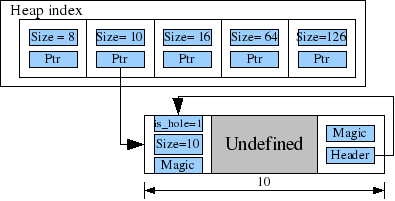 Heap index
Size = 8 Size = 10 Size = 16 Size = 64 Size=126
Ptr Ptr Ptr Ptr Ptr
is_hole=1
Size=10
Magic
Undefined
Magic
Header
10